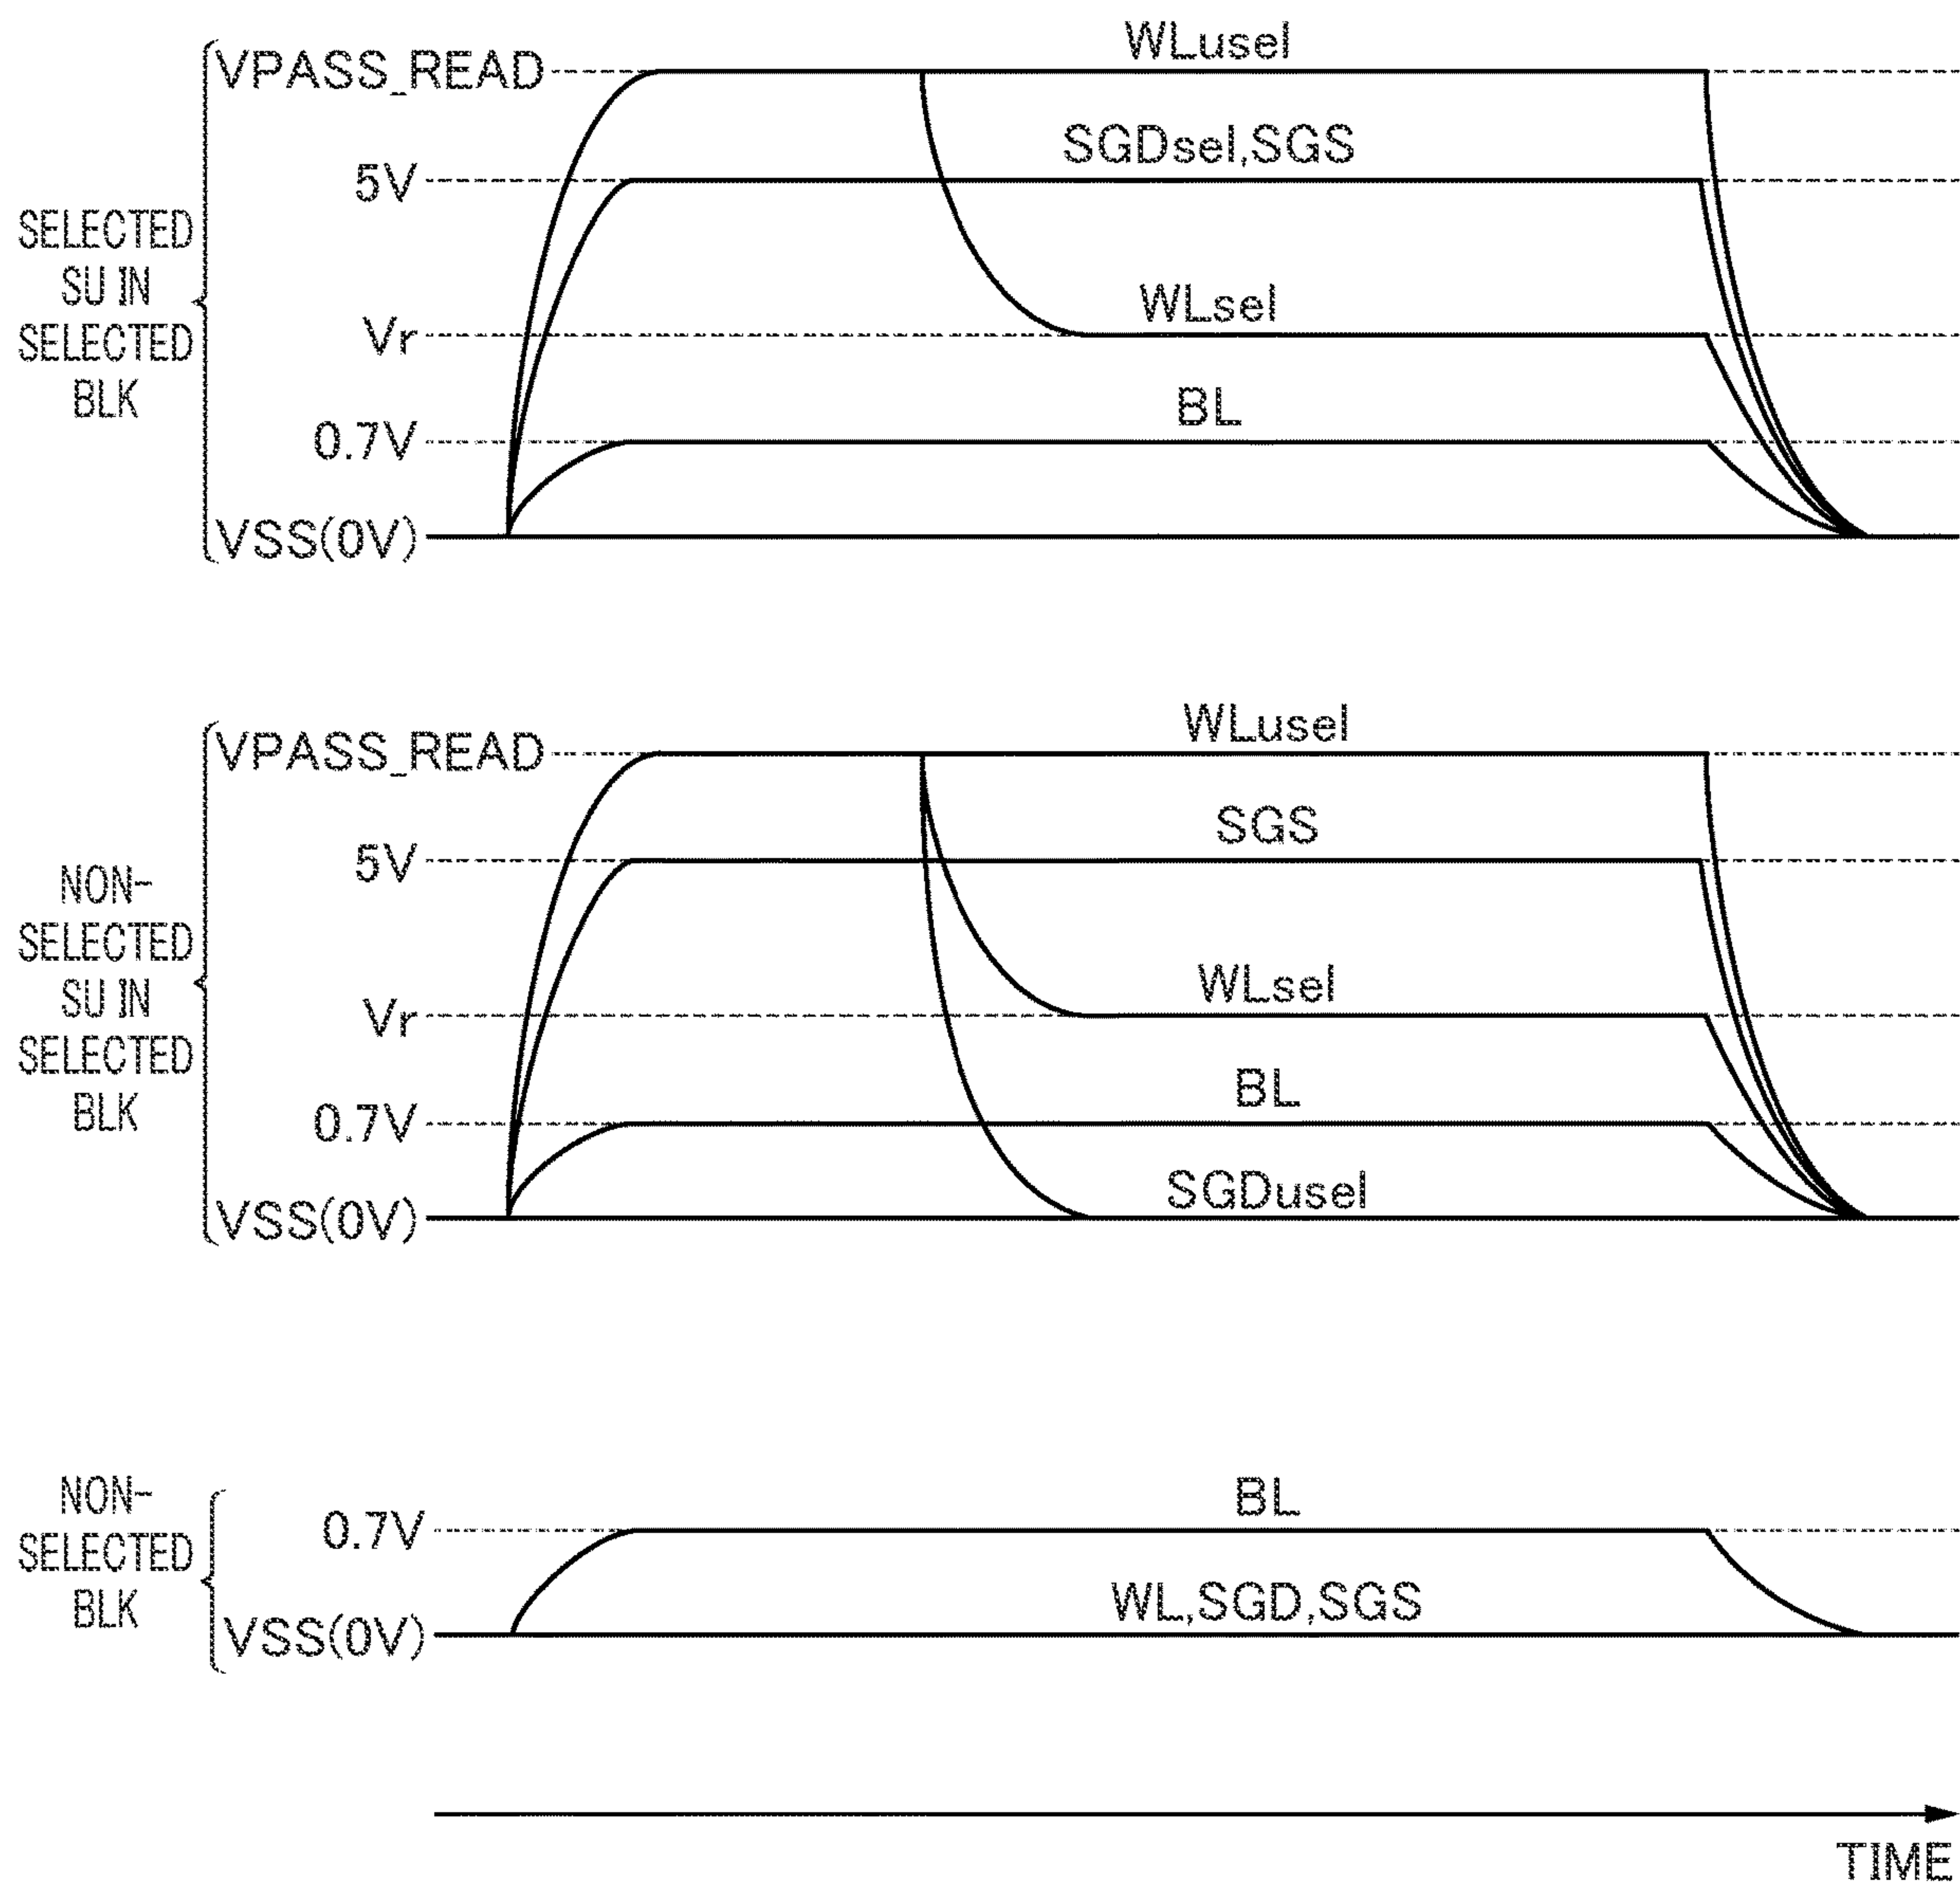 WLusel
VPASS_READ
SGDsel,SGS
5V
SELECTED
SU IN
SELECTED
BLK
WLsel
Vr
BL
0.7V
VSS(0V)
WLusel
VPASS_READ
SGS
5V
NON-
SELECTED
SU IN
SELECTED
BLK
WLsel
Vr
BL
0.7V
SGDusel
VSS(0V)
NON-
SELECTED
BLK
BL
0.7V
WL,SGD,SGS
VSS(0V)
TIME